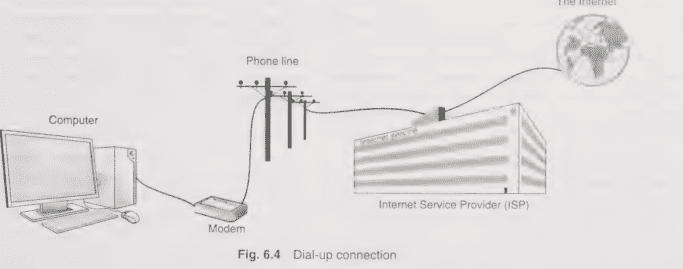 The Internet
Phone line
Computer
Internet Service Provider (ISP)
Modem
Fig. 6.4 Dial-up connection